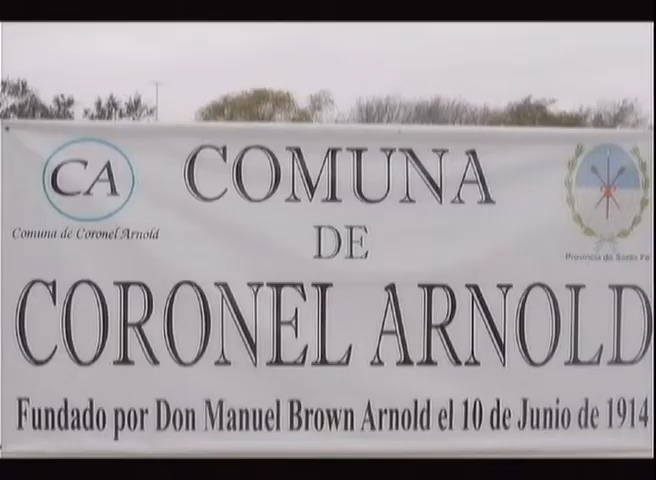 CA
Comuna de Coronel Arnold
COMUNA
DE
Provincia de Santa Fe
CORONEL ARNOLD
Fundado por Don Manuel Brown Arnold el 10 de Junio de 1914